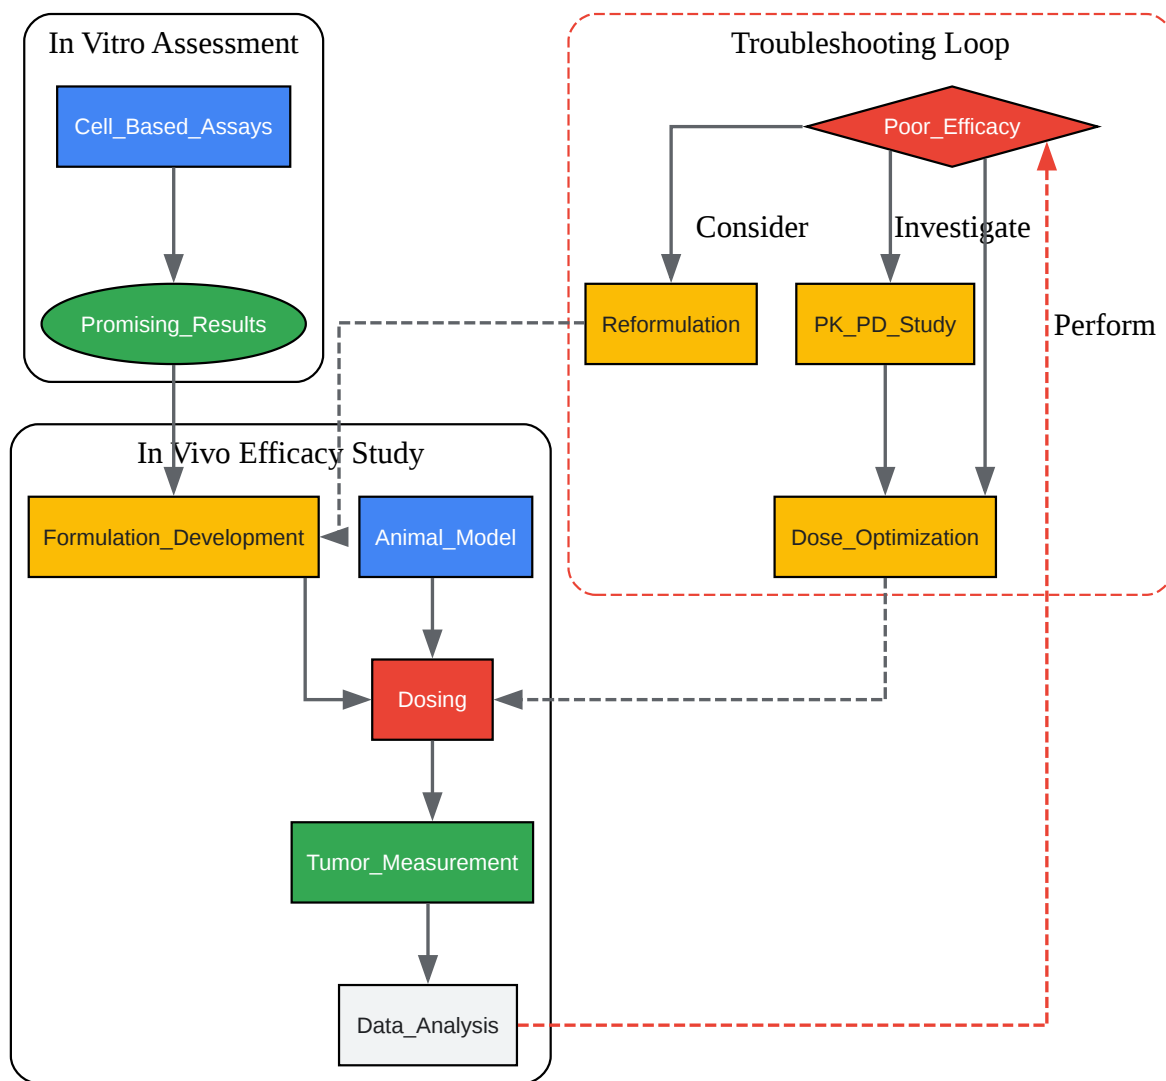 In Vitro Assessment
Cell_Based_Assays
Promising_Results
Troubleshooting Loop
Poor_Efficacy
Consider
Investigate
Reformulation
PK_PD_Study
Perform
Dose_Optimization
In Vivo Efficacy Study
Formulation_Development
Animal_Model
Dosing
Tumor_Measurement
Data_Analysis